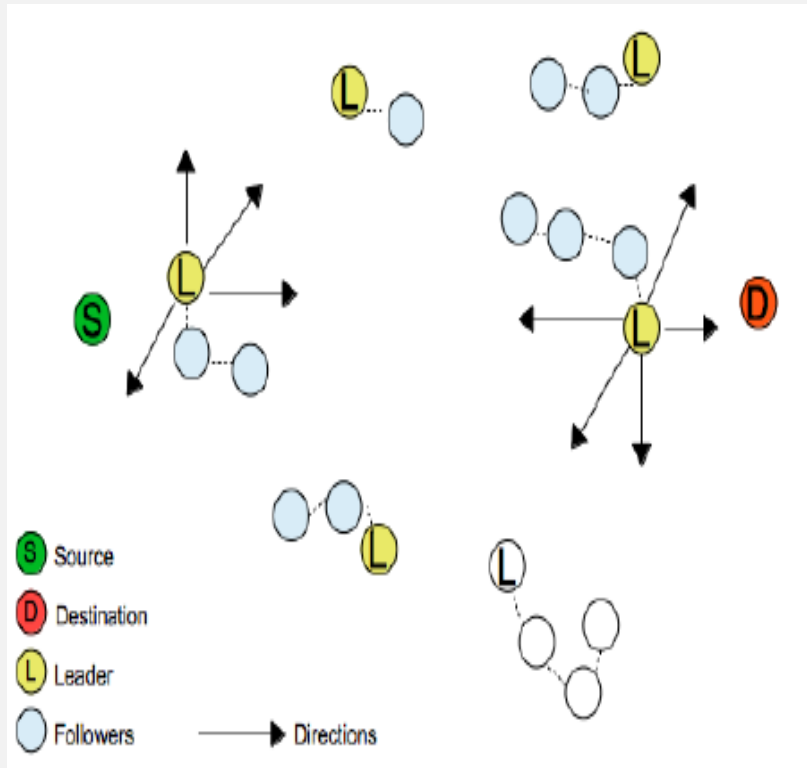 L
L
L
S
L
D
L
L
S Source
D Destination
L Leader
Followers
Directions